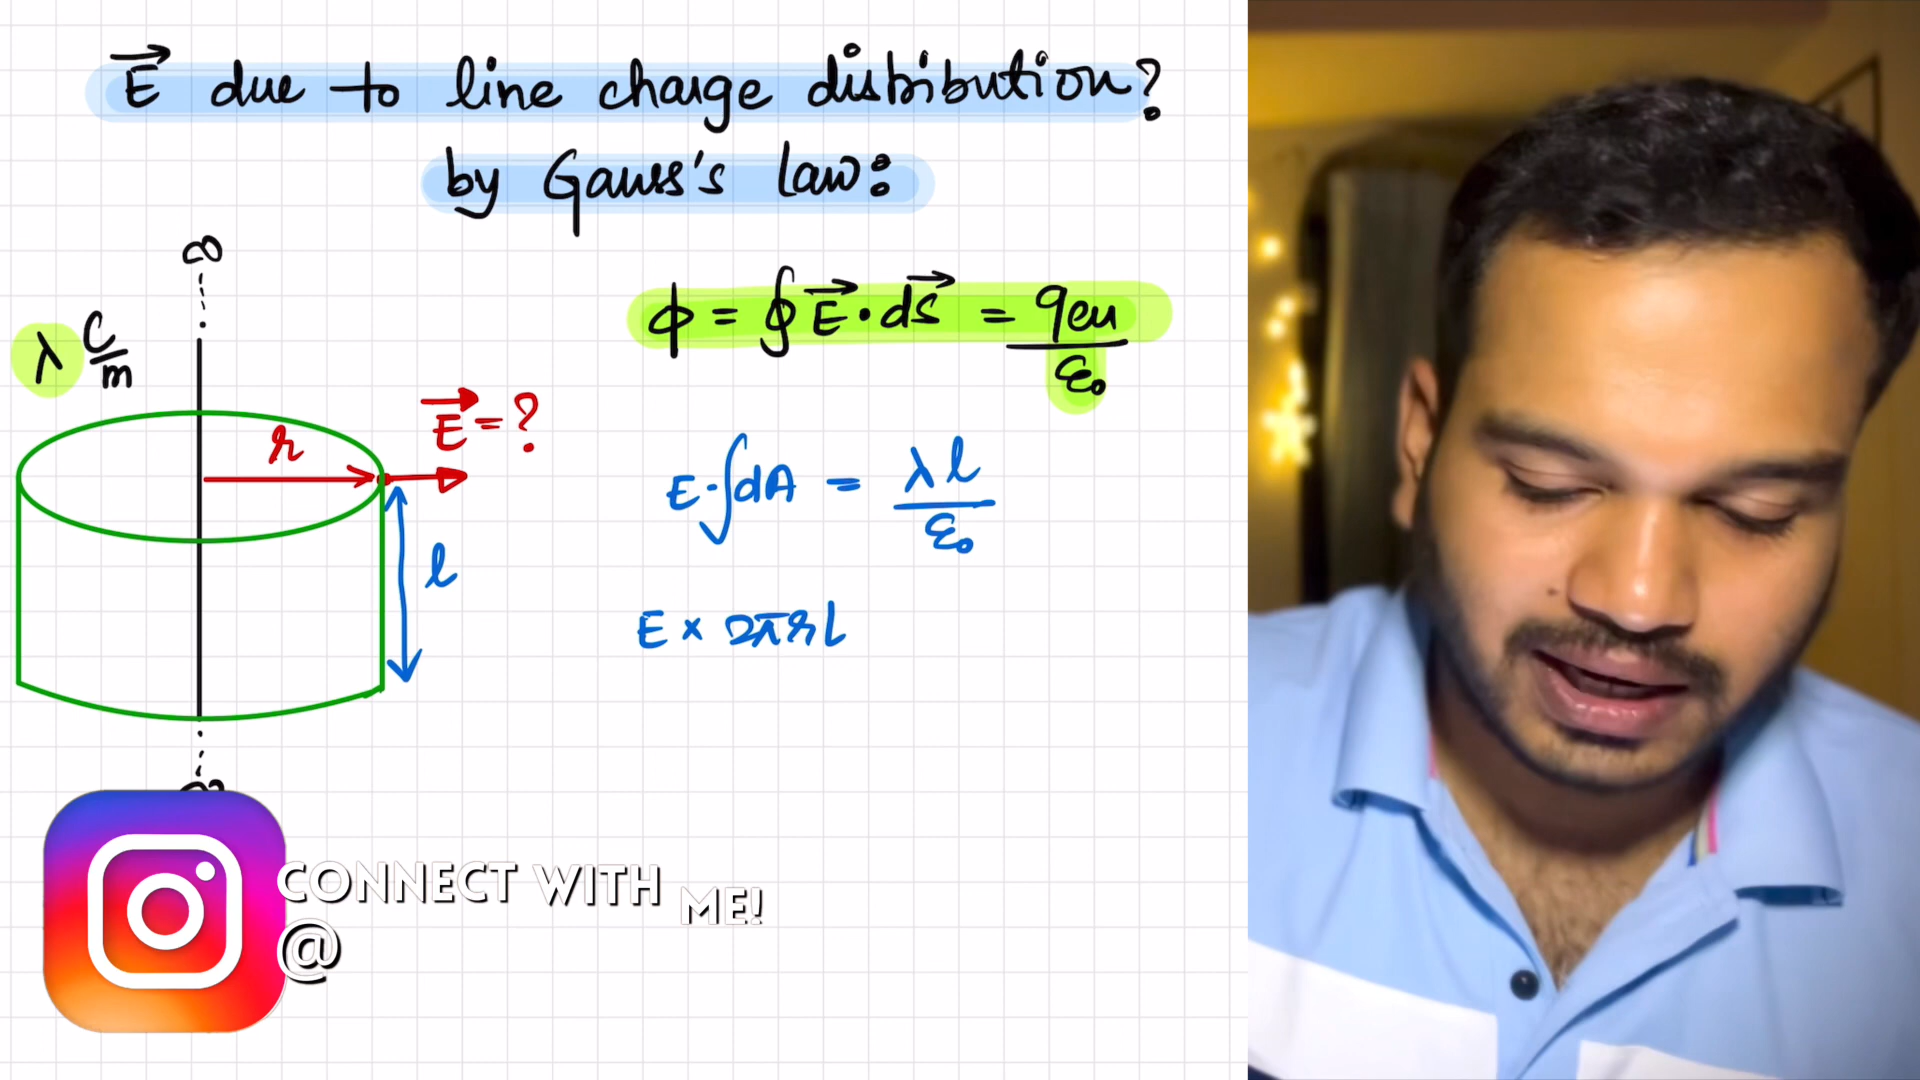 E⃗ due to line charge distribution?
by Gauss's law:
∞
λ C/m
ϕ = ∮ E⃗ · ds⃗ = qen/ε₀
E⃗ = ?
r
E · ∫dA = λl/ε₀
l
E × 2πrL
CONNECT WITH ME!
@